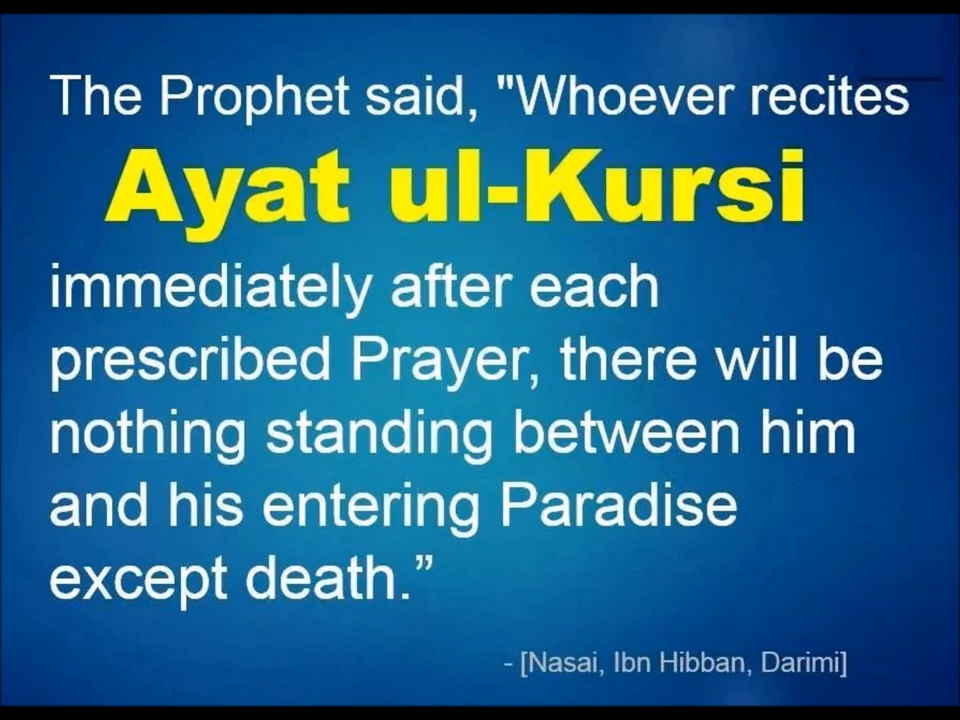 The Prophet said, "Whoever recites
Ayat ul-Kursi
immediately after each
prescribed Prayer, there will be
nothing standing between him
and his entering Paradise
except death.”
- [Nasai, Ibn Hibban, Darimi]